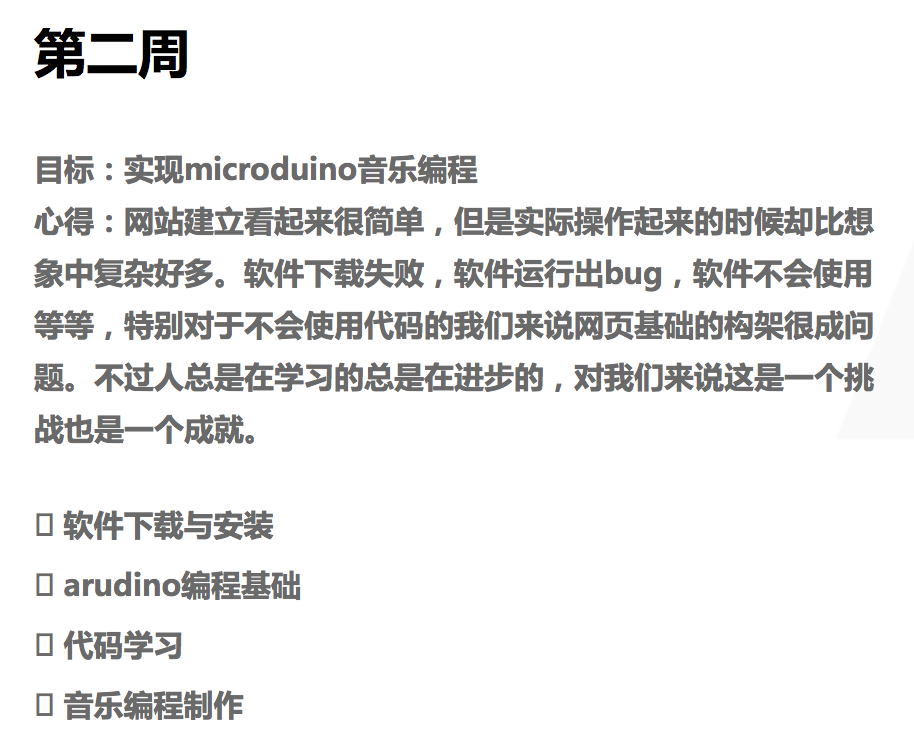 第二周
目标：实现microduino音乐编程
心得：网站建立看起来很简单，但是实际操作起来的时候却比想
象中复杂好多。软件下载失败，软件运行出bug，软件不会使用
等等，特别对于不会使用代码的我们来说网页基础的构架很成问
题。不过人总是在学习的总是在进步的，对我们来说这是一个挑
战也是一个成就。
▯ 软件下载与安装
▯ arudino编程基础
▯ 代码学习
▯ 音乐编程制作